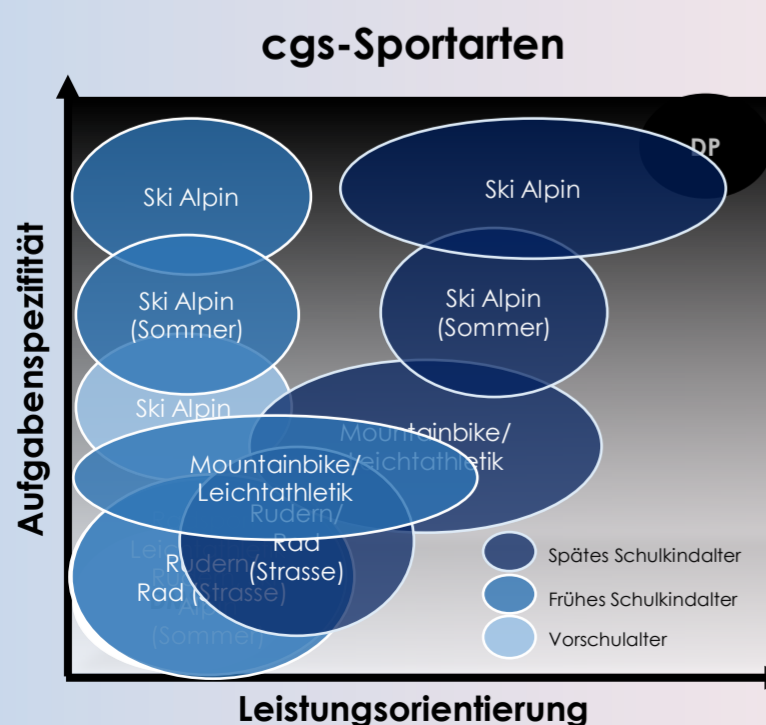 cgs-Sportarten
Aufgabenspezifität
DP
Ski Alpin
Ski Alpin
Ski Alpin
(Sommer)
Ski Alpin
(Sommer)
Ski Alpin
Mountainbike/
Leichtathletik
Mountainbike/
Leichtathletik
Rudern/
Rad
(Strasse)
Rudern/
Rad (Strasse)
(Sommer)
Spätes Schulkindalter
Frühes Schulkindalter
Vorschulalter
Leistungsorientierung